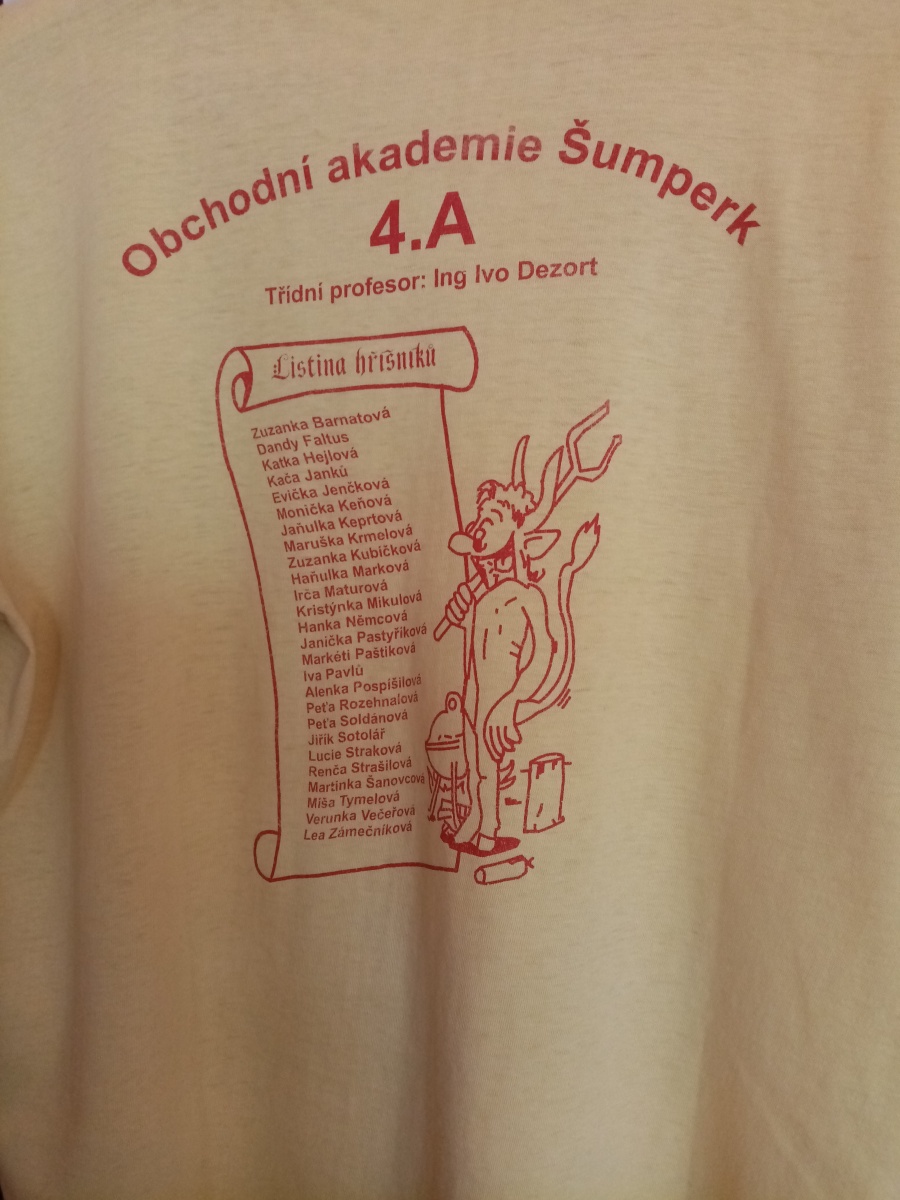 Obchodní akademie Šumperk
4.A
Třídní profesor: Ing Ivo Dezort
Listina hříšníků
Zuzanka Barnatová
Dandy Faltus
Katka Hejlová
Kača Janků
Evička Jenčková
Monička Keňová
Jaňulka Keprtová
Maruška Krmelová
Zuzanka Kubíčková
Haňulka Marková
Irča Maturová
Kristýnka Mikulová
Hanka Němcová
Janička Pastyříková
Markéti Paštiková
Iva Pavlů
Alenka Pospíšilová
Peťa Rozehnalová
Peťa Soldánová
Jiřik Sotolář
Lucie Straková
Renča Strašilová
Martinka Šanovcová
Míša Tymelová
Verunka Večeřová
Lea Zámečníková